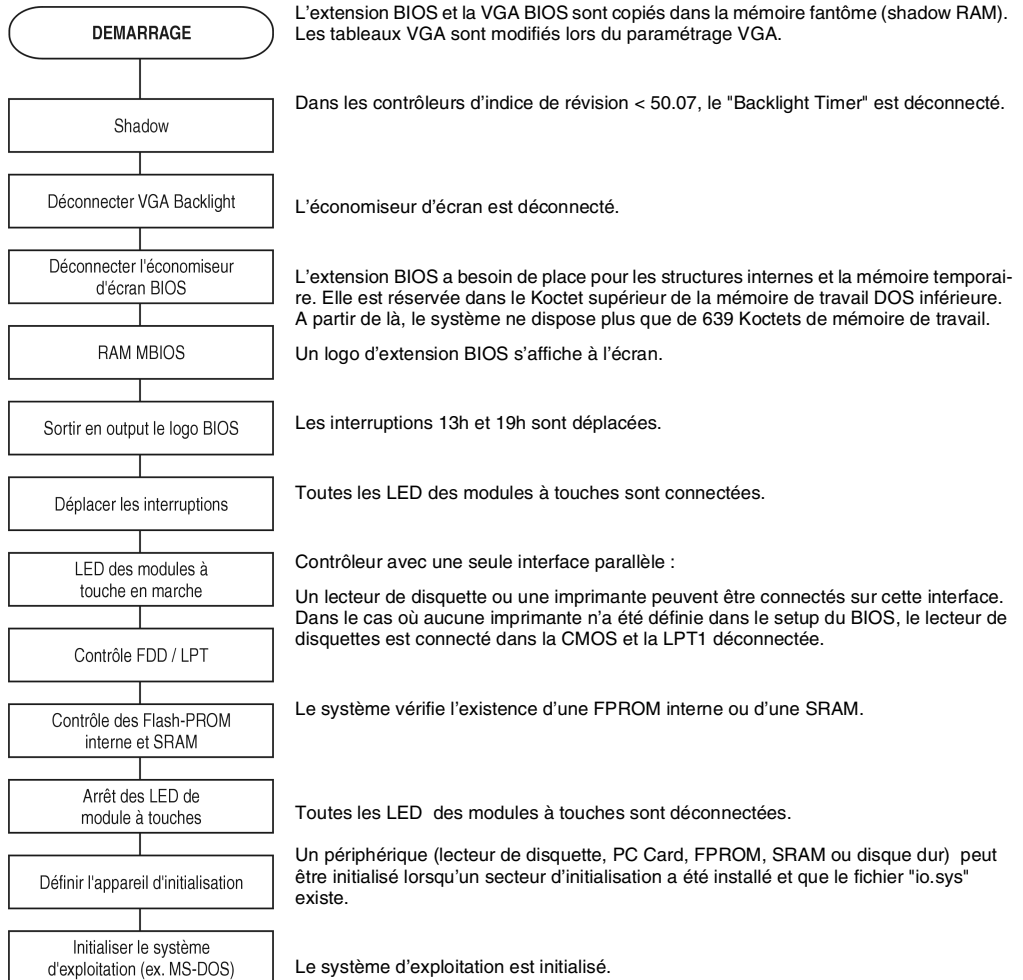 DEMARRAGE
L'extension BIOS et la VGA BIOS sont copiés dans la mémoire fantôme (shadow RAM).
Les tableaux VGA sont modifiés lors du paramétrage VGA.
Shadow
Dans les contrôleurs d'indice de révision < 50.07, le "Backlight Timer" est déconnecté.
Déconnecter VGA Backlight
L'économiseur d'écran est déconnecté.
Déconnecter l'économiseur
d'écran BIOS
L'extension BIOS a besoin de place pour les structures internes et la mémoire temporai-
re. Elle est réservée dans le Koctet supérieur de la mémoire de travail DOS inférieure.
A partir de là, le système ne dispose plus que de 639 Koctets de mémoire de travail.
RAM MBIOS
Un logo d'extension BIOS s'affiche à l'écran.
Sortir en output le logo BIOS
Les interruptions 13h et 19h sont déplacées.
Déplacer les interruptions
Toutes les LED des modules à touches sont connectées.
LED des modules à
touche en marche
Contrôleur avec une seule interface parallèle :
Un lecteur de disquette ou une imprimante peuvent être connectés sur cette interface.
Dans le cas où aucune imprimante n'a été définie dans le setup du BIOS, le lecteur de
disquettes est connecté dans la CMOS et la LPT1 déconnectée.
Contrôle FDD / LPT
Contrôle des Flash-PROM
interne et SRAM
Le système vérifie l'existence d'une FPROM interne ou d'une SRAM.
Arrêt des LED de
module à touches
Toutes les LED des modules à touches sont déconnectées.
Définir l'appareil d'initialisation
Un périphérique (lecteur de disquette, PC Card, FPROM, SRAM ou disque dur) peut
être initialisé lorsqu'un secteur d'initialisation a été installé et que le fichier "io.sys"
existe.
Initialiser le système
d'exploitation (ex. MS-DOS)
Le système d'exploitation est initialisé.